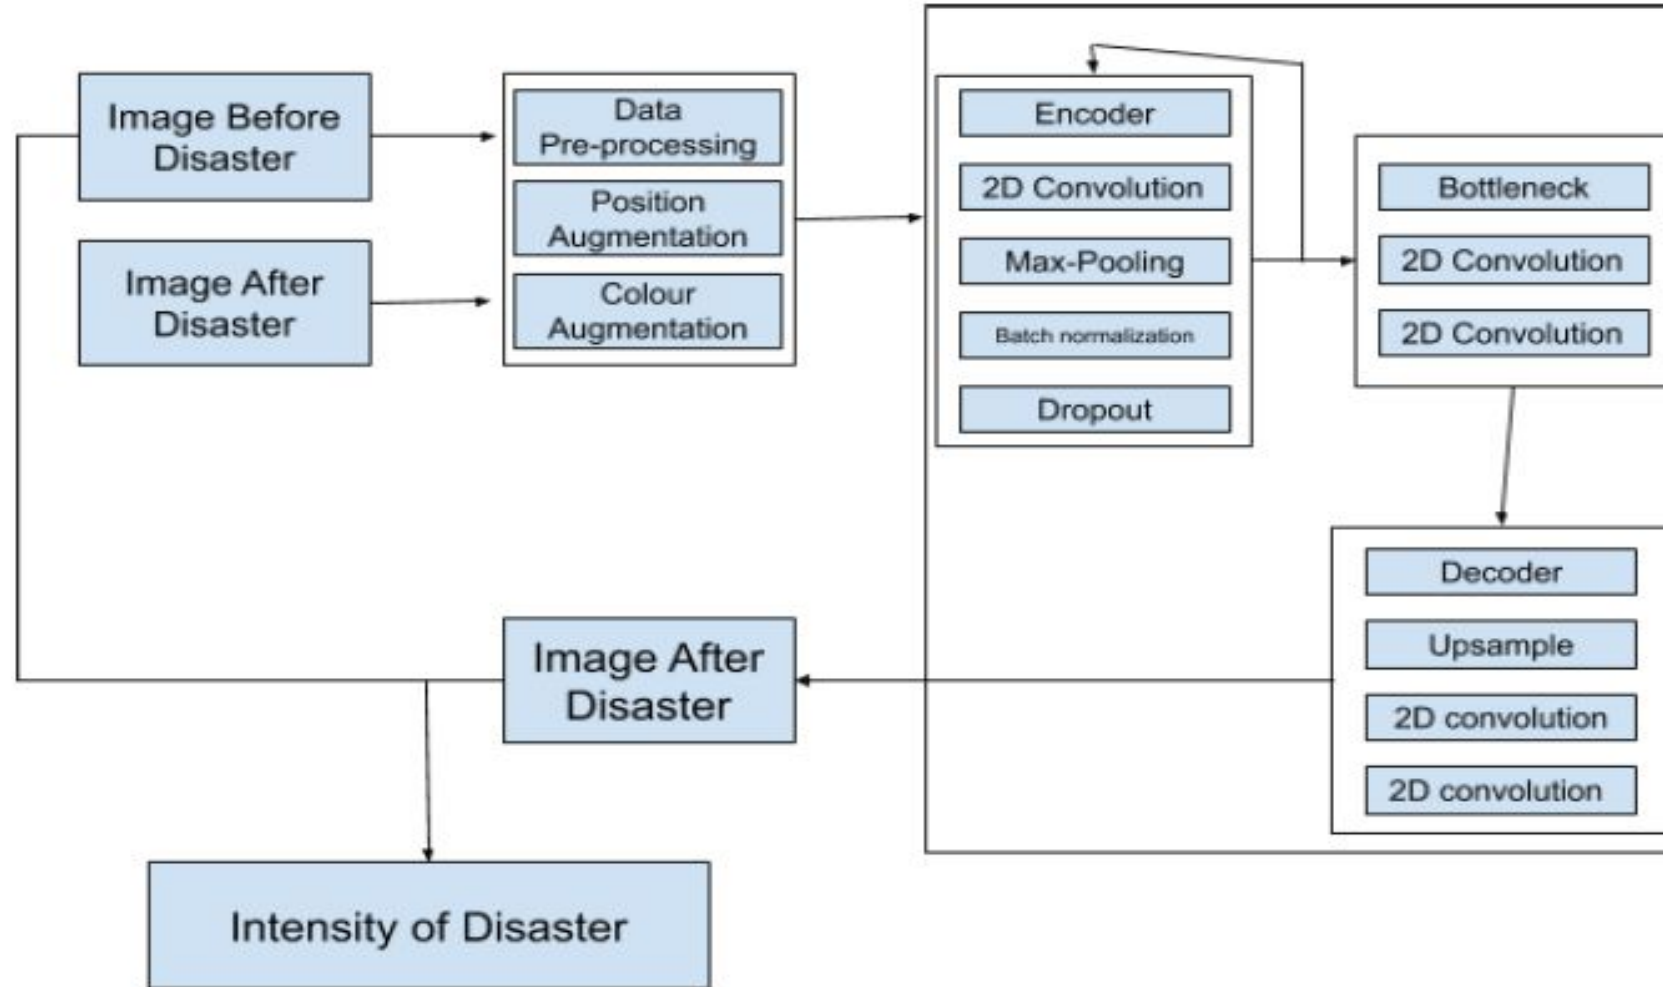 Image Before
Disaster
Image After
Disaster
Data
Pre-processing
Position
Augmentation
Colour
Augmentation
Encoder
2D Convolution
Max-Pooling
Batch normalization
Dropout
Bottleneck
2D Convolution
2D Convolution
Decoder
Upsample
2D convolution
2D convolution
Image After
Disaster
Intensity of Disaster